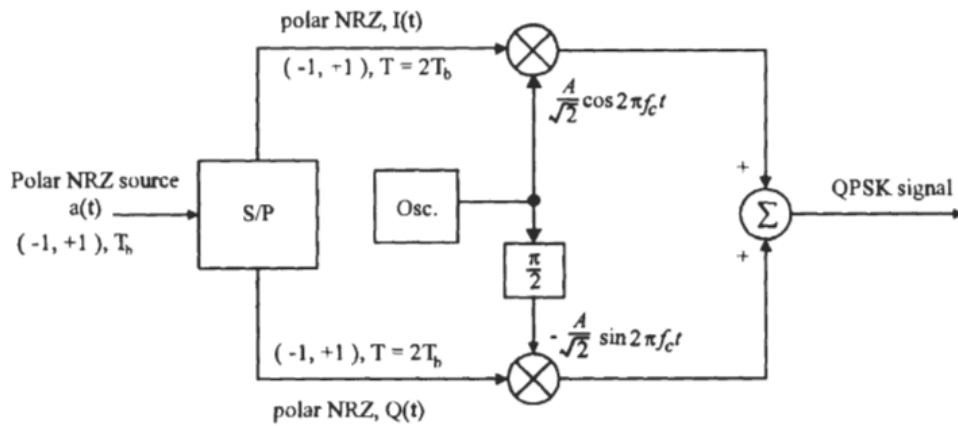 polar NRZ, I(t)
( -1, +1 ), T = 2T_b
A/√2 cos 2πf_c t
Polar NRZ source
a(t)
( -1, +1 ), T_b
S/P
Osc.
π/2
+
Σ
+
QPSK signal
- A/√2 sin 2πf_c t
( -1, +1 ), T = 2T_b
polar NRZ, Q(t)